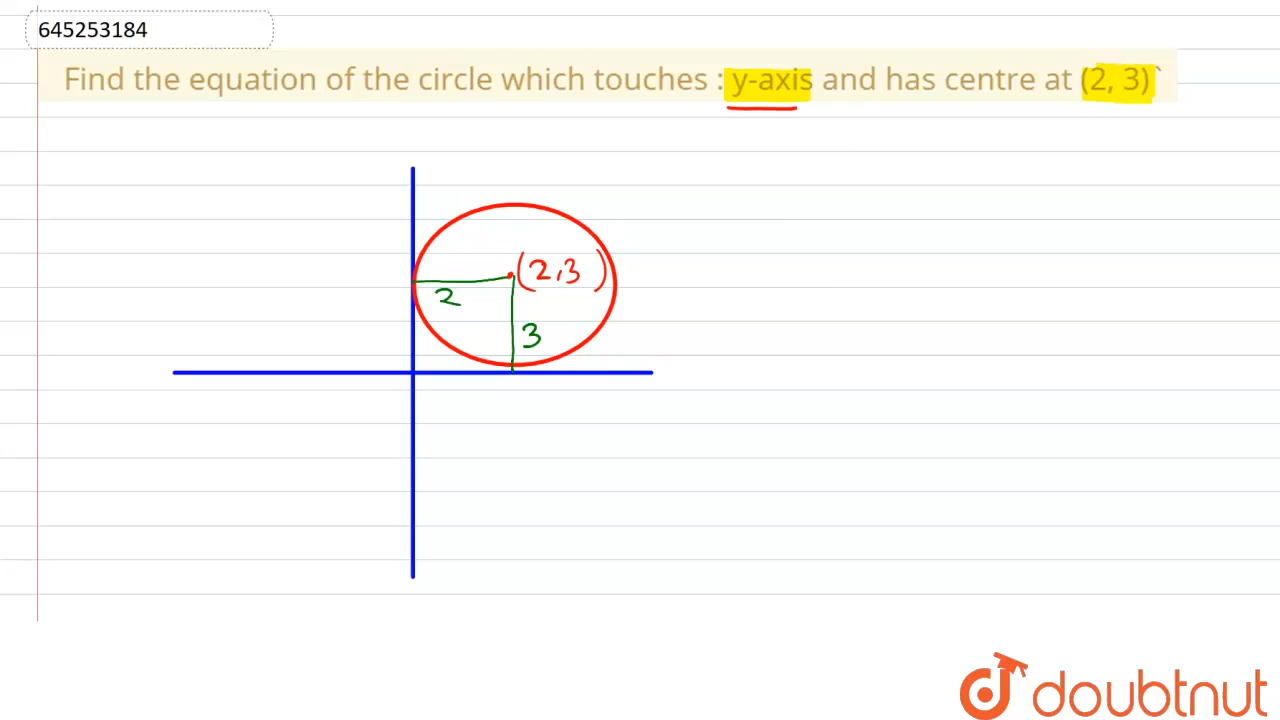 645253184
Find the equation of the circle which touches : y-axis and has centre at (2, 3)`
(2,3)
2
3
doubtnut